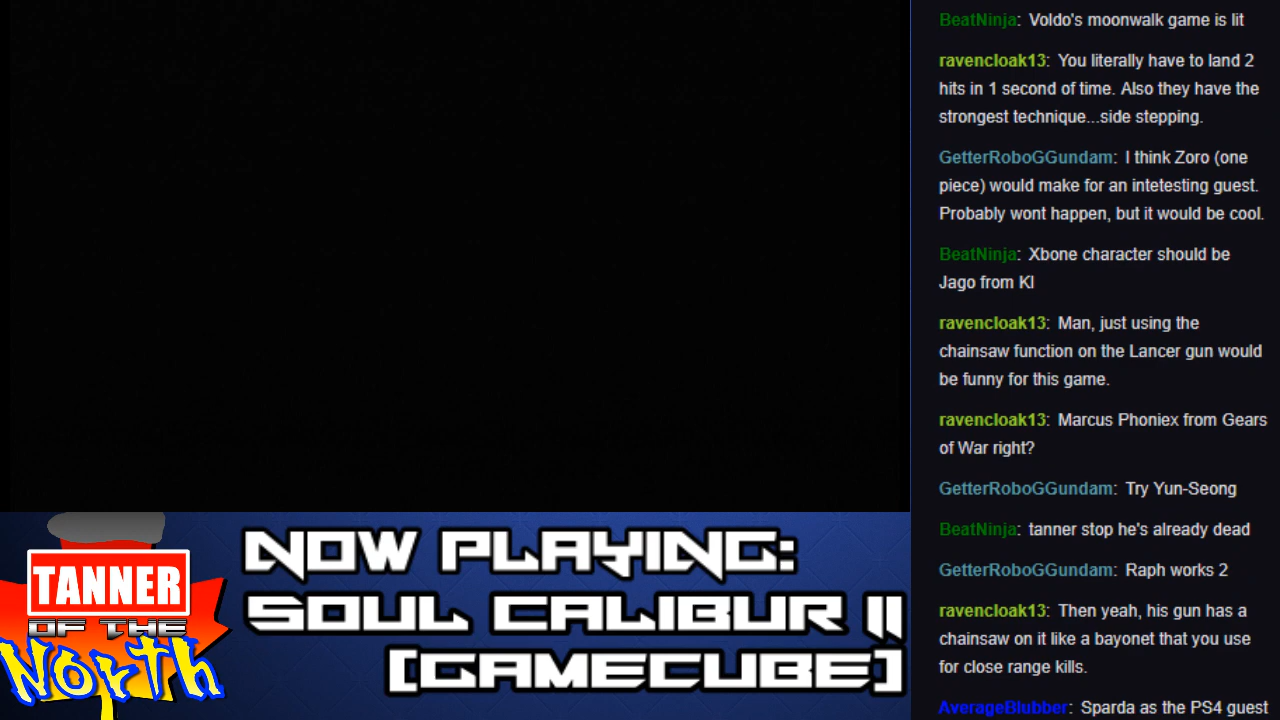 BeatNinja: Voldo's moonwalk game is lit
ravencloak13: You literally have to land 2
hits in 1 second of time. Also they have the
strongest technique...side stepping.
GetterRoboGGundam: I think Zoro (one
piece) would make for an intetesting guest.
Probably wont happen, but it would be cool.
BeatNinja: Xbone character should be
Jago from KI
ravencloak13: Man, just using the
chainsaw function on the Lancer gun would
be funny for this game.
ravencloak13: Marcus Phoniex from Gears
of War right?
GetterRoboGGundam: Try Yun-Seong
BeatNinja: tanner stop he's already dead
GetterRoboGGundam: Raph works 2
ravencloak13: Then yeah, his gun has a
chainsaw on it like a bayonet that you use
for close range kills.
AverageBlubber: Sparda as the PS4 guest
TANNER
OF THE
North
NOW PLAYING:
SOUL CALIBUR II
[GAMECUBE]